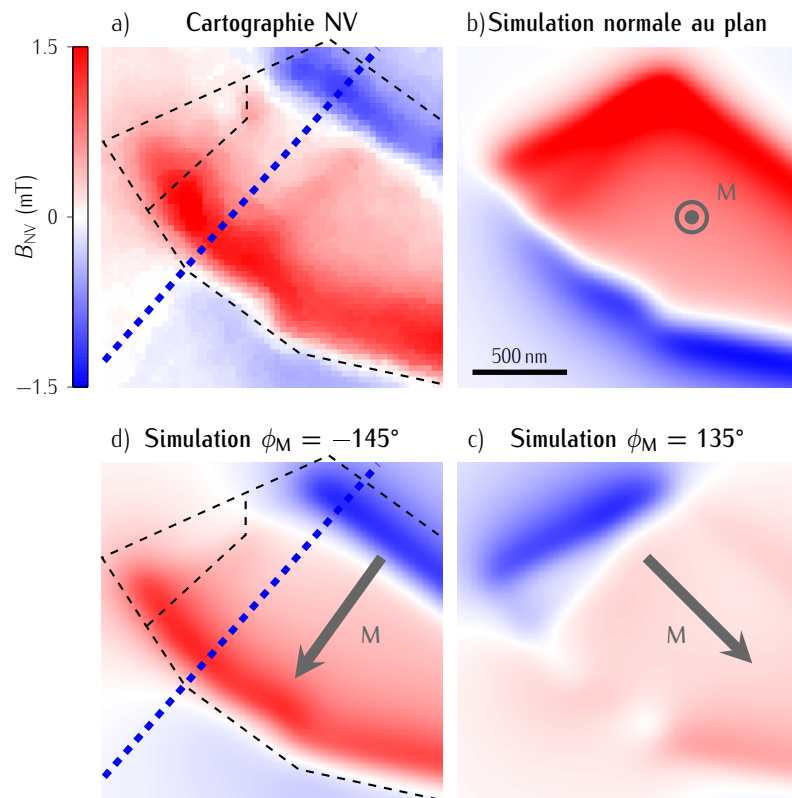 a) Cartographie NV
b) Simulation normale au plan
1.5
0
−1.5
B_NV (mT)
M
500 nm
d) Simulation ϕ_M = −145°
c) Simulation ϕ_M = 135°
M
M